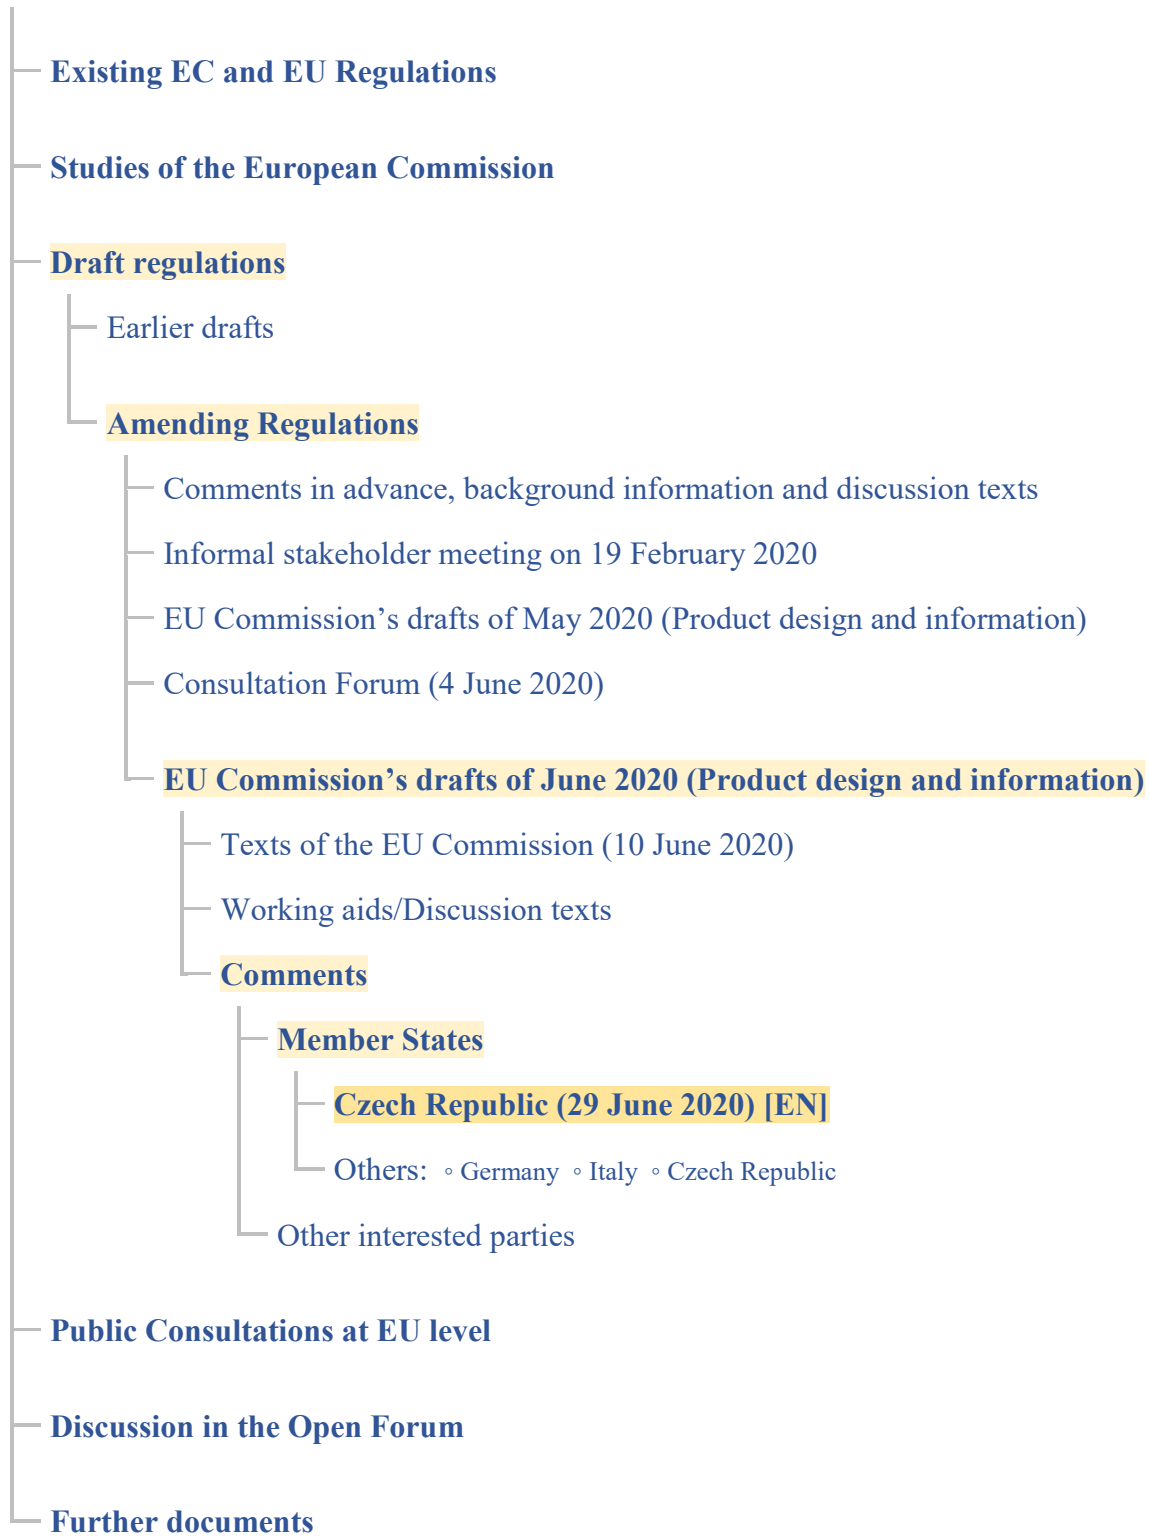 Existing EC and EU Regulations
Studies of the European Commission
Draft regulations
Earlier drafts
Amending Regulations
Comments in advance, background information and discussion texts
Informal stakeholder meeting on 19 February 2020
EU Commission’s drafts of May 2020 (Product design and information)
Consultation Forum (4 June 2020)
EU Commission’s drafts of June 2020 (Product design and information)
Texts of the EU Commission (10 June 2020)
Working aids/Discussion texts
Comments
Member States
Czech Republic (29 June 2020) [EN]
Others: ◦ Germany ◦ Italy ◦ Czech Republic
Other interested parties
Public Consultations at EU level
Discussion in the Open Forum
Further documents